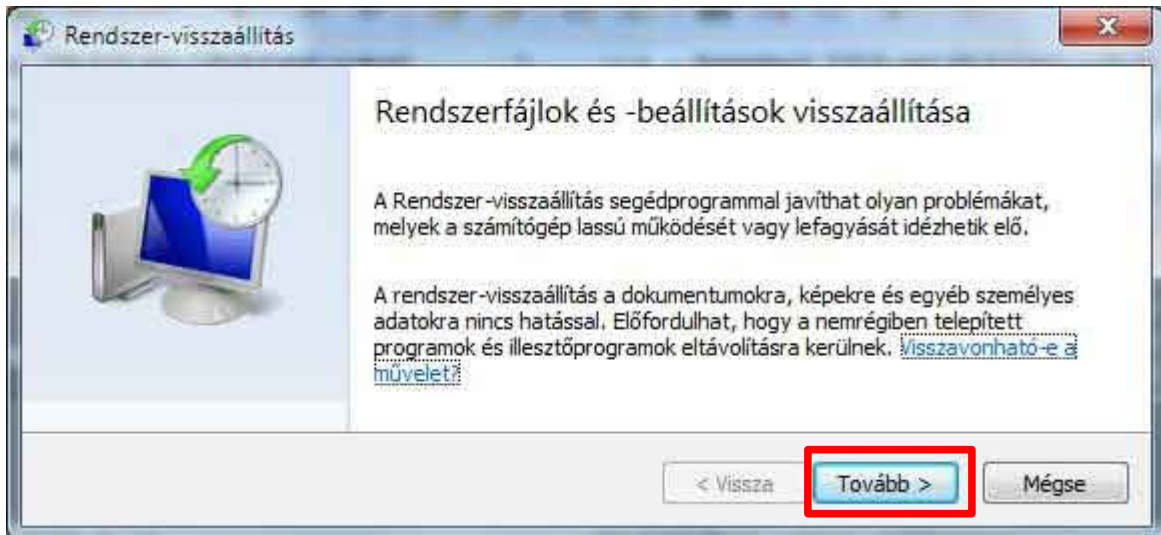 Rendszer-visszaállítás
Rendszerfájlok és -beállítások visszaállítása
A Rendszer-visszaállítás segédprogrammal javíthat olyan problémákat,
melyek a számítógép lassú működését vagy lefagyását idézhetik elő.
A rendszer-visszaállítás a dokumentumokra, képekre és egyéb személyes
adatokra nincs hatással. Előfordulhat, hogy a nemrégiben telepített
programok és illesztőprogramok eltávolításra kerülnek. Visszavonható-e a
művelet?
< Vissza Tovább > Mégse